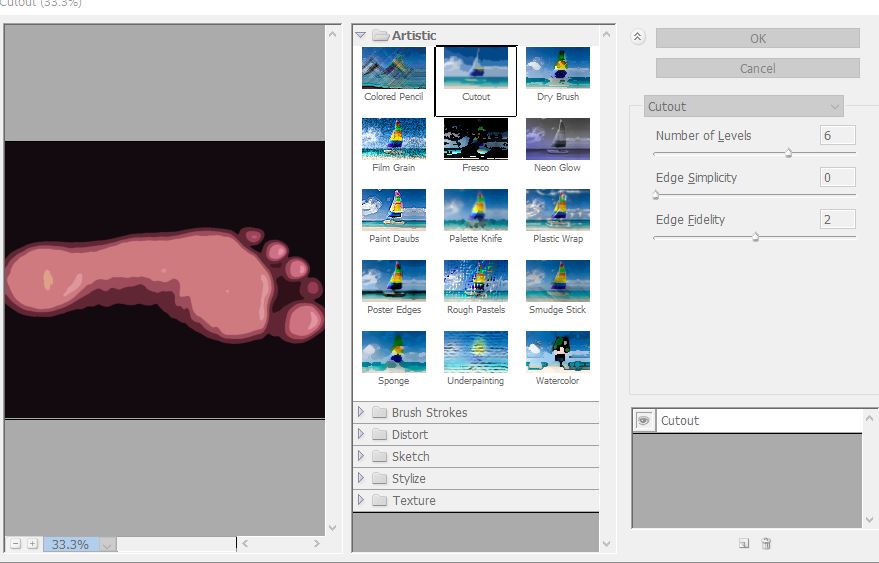 Cutout (33.3%)
Artistic
Colored Pencil
Cutout
Dry Brush
Film Grain
Fresco
Neon Glow
Paint Daubs
Palette Knife
Plastic Wrap
Poster Edges
Rough Pastels
Smudge Stick
Sponge
Underpainting
Watercolor
Brush Strokes
Distort
Sketch
Stylize
Texture
33.3%
OK
Cancel
Cutout
Number of Levels 6
Edge Simplicity 0
Edge Fidelity 2
Cutout